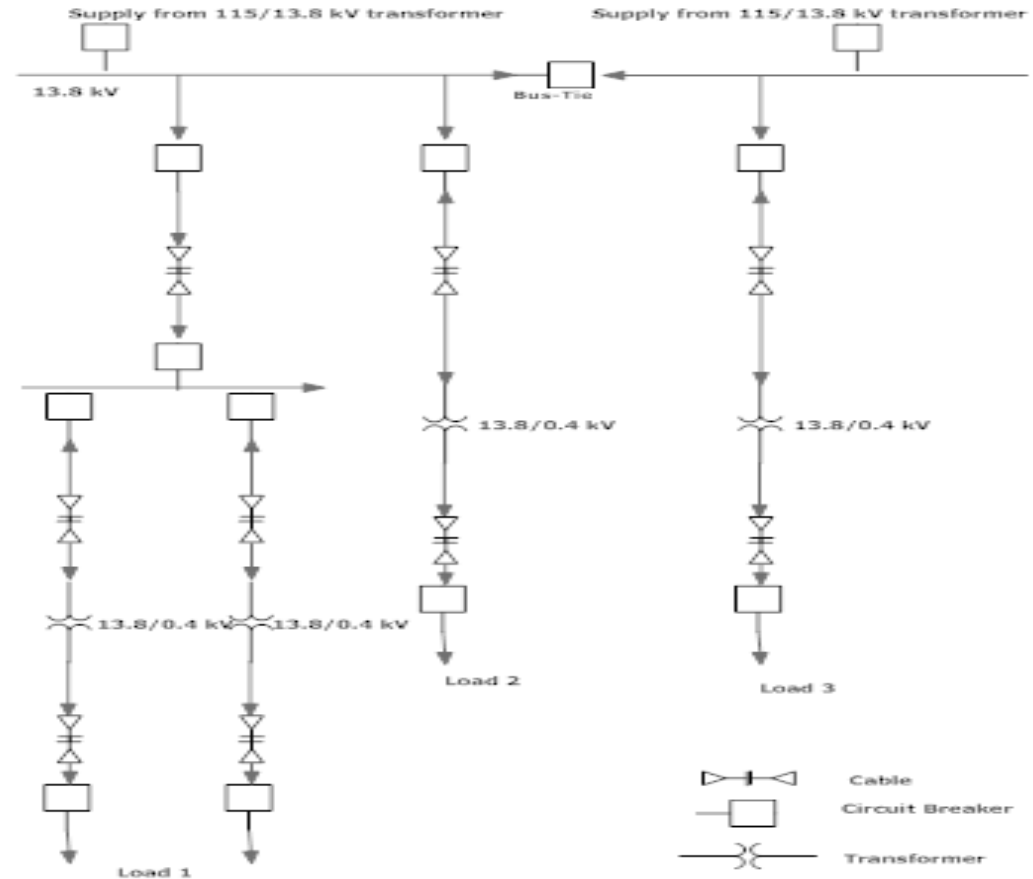 Supply from 115/13.8 kV transformer
Supply from 115/13.8 kV transformer
13.8 kV
Bus-Tie
13.8/0.4 kV
13.8/0.4 kV
13.8/0.4 kV
13.8/0.4 kV
Load 2
Load 3
Cable
Circuit Breaker
Transformer
Load 1